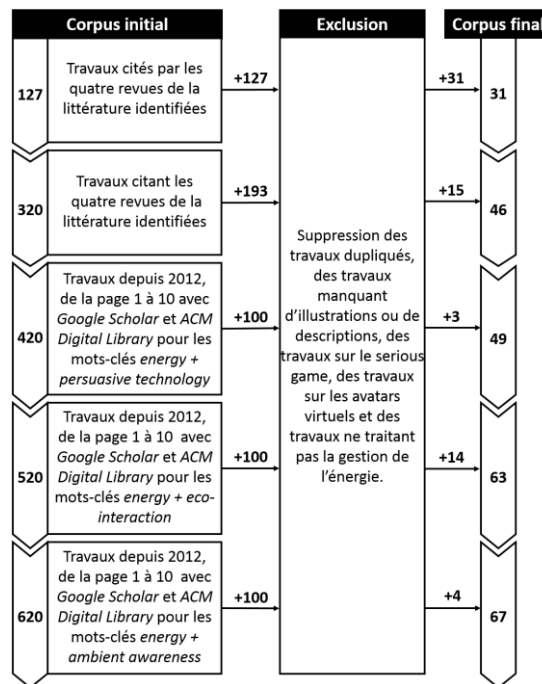 Corpus initial
Exclusion
Corpus final
127
Travaux cités par les
quatre revues de la
littérature identifiées
+127
+31
31
320
Travaux citant les
quatre revues de la
littérature identifiées
+193
+15
46
420
Travaux depuis 2012,
de la page 1 à 10 avec
Google Scholar et ACM
Digital Library pour les
mots-clés energy +
persuasive technology
+100
Suppression des
travaux dupliqués,
des travaux
manquant
d'illustrations ou de
descriptions, des
travaux sur le serious
game, des travaux
sur les avatars
virtuels et des
travaux ne traitant
pas la gestion de
l'énergie.
+3
49
520
Travaux depuis 2012,
de la page 1 à 10 avec
Google Scholar et ACM
Digital Library pour les
mots-clés energy + eco-
interaction
+100
+14
63
620
Travaux depuis 2012,
de la page 1 à 10 avec
Google Scholar et ACM
Digital Library pour les
mots-clés energy +
ambient awareness
+100
+4
67